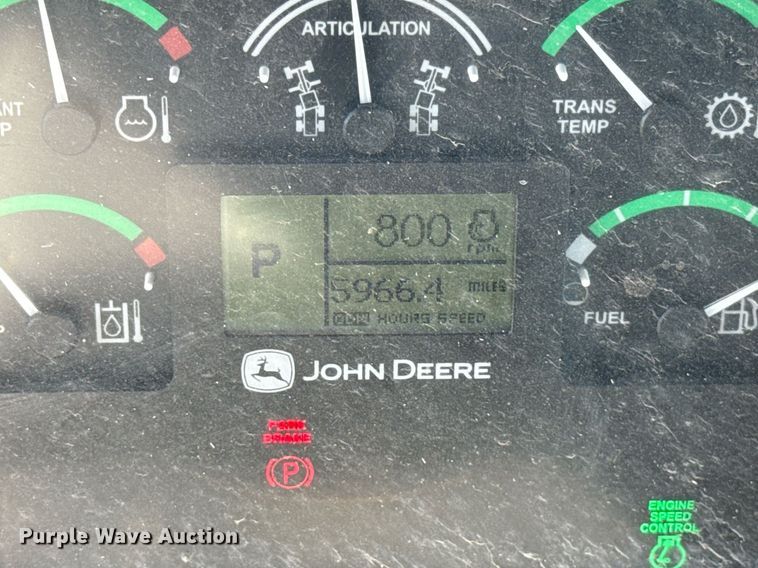 ARTICULATION
TRANS
TEMP
P
800
rpm
5966.4 MILES
HOURS SPEED
FUEL
JOHN DEERE
PARK
BRAKE
P
ENGINE
SPEED
CONTROL
Purple Wave Auction